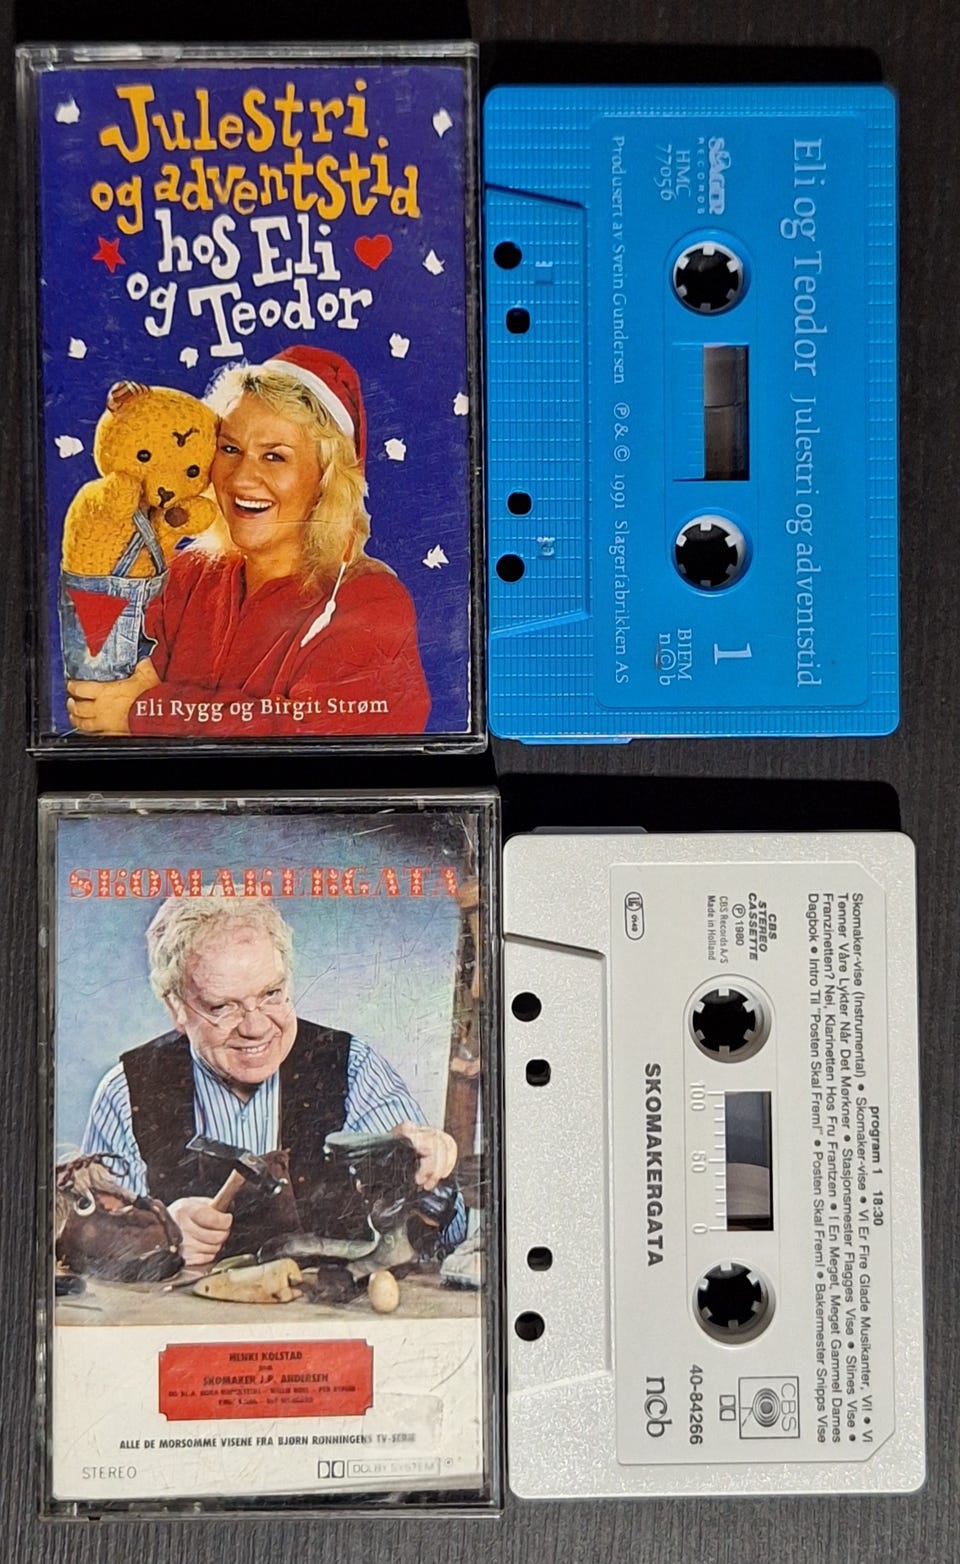 Julestri
og adventstid
hos Eli
og Teodor
Eli Rygg og Birgit Strøm
Eli og Teodor Julestri og adventstid
RECORDS
HMC
77056
1
BIEM
n©b
Produsert av Svein Gundersen ℗ & © 1991 Slagerfabrikken AS
SKOMAKERGATA
HENKI KOLSTAD
som
SKOMAKER J.P. ANDERSEN
ALLE DE MORSOMME VISENE FRA BJØRN RØNNINGENS TV-SERIE
STEREO
DOLBY SYSTEM
program 1 18:30
Skomaker-vise (Instrumental) • Skomaker-vise • Vi Er Fire Glade Musikanter, Vi! • Vi
Tenner Våre Lykter Når Det Mørkner • Stasjonsmester Flagges Vise • Stines Vise •
Franzinetten? Nei, Klarinetten Hos Fru Frantzen • I En Meget, Meget Gammel Dames
Dagbok • Intro Til "Posten Skal Frem!" • Posten Skal Frem! • Bakermester Snipps Vise
CBS
STEREO
CASSETTE
℗ 1980
CBS Records A/S
Made in Holland
CBS
100 50 0
40-84266
SKOMAKERGATA
ncb